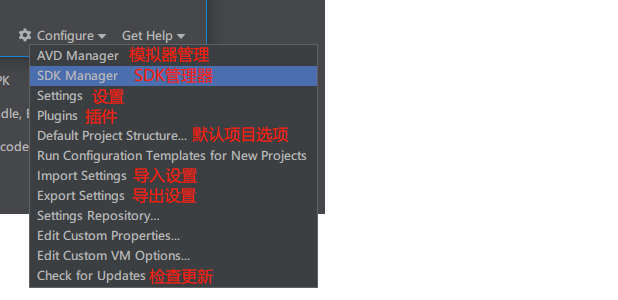 Configure Get Help
AVD Manager 模拟器管理
PK
SDK Manager SDK管理器
Settings 设置
Plugins 插件
dle, D
Default Project Structure... 默认项目选项
code
Run Configuration Templates for New Projects
Import Settings 导入设置
Export Settings 导出设置
Settings Repository...
Edit Custom Properties...
Edit Custom VM Options...
Check for Updates 检查更新